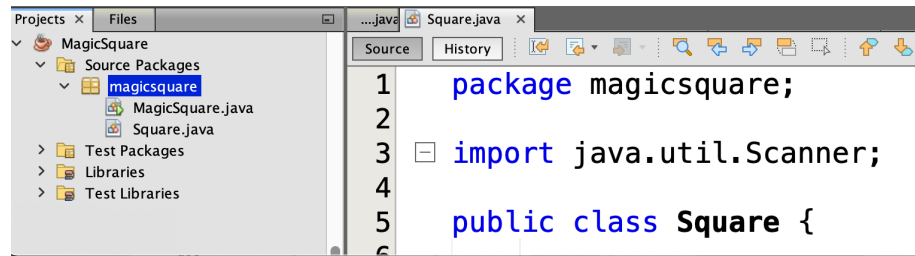 Projects Files
MagicSquare
Source Packages
magicsquare
MagicSquare.java
Square.java
Test Packages
Libraries
Test Libraries
....java Square.java
Source History
1 package magicsquare;
2
3 import java.util.Scanner;
4
5 public class Square {
6